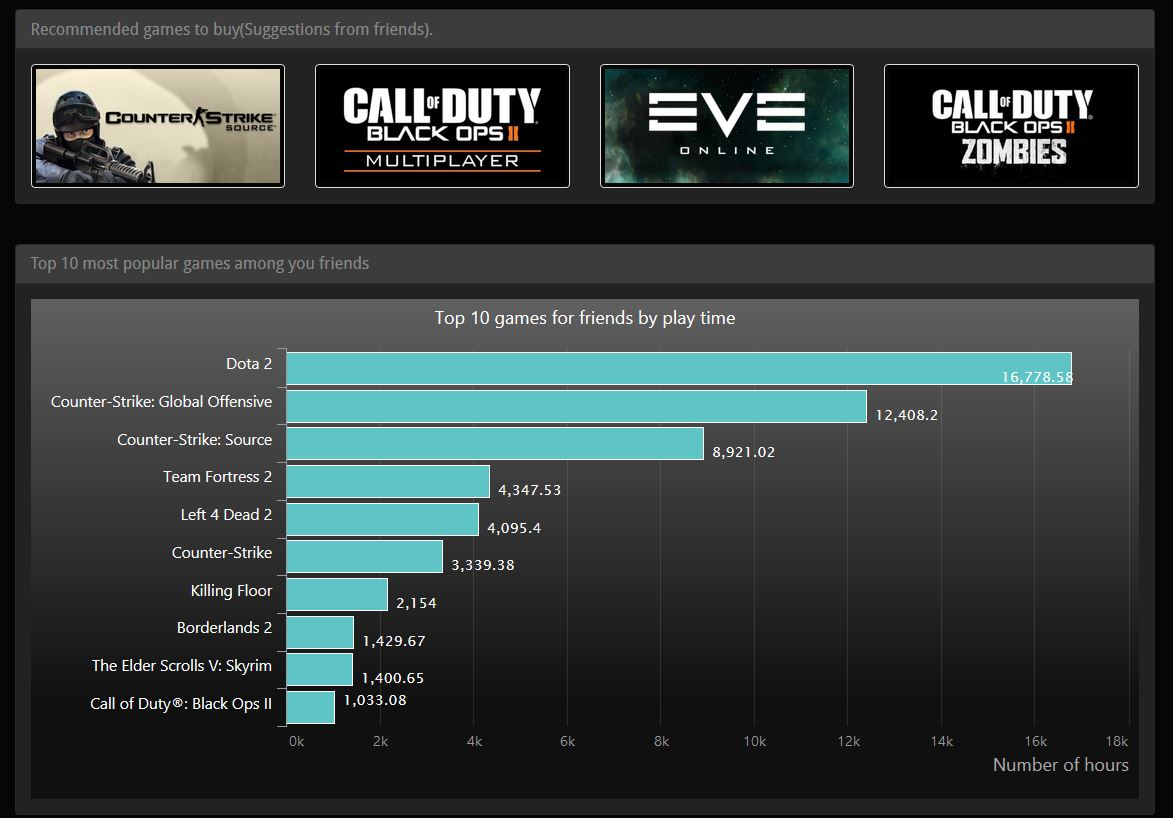 Recommended games to buy(Suggestions from friends).
COUNTER STRIKE
SOURCE
CALL OF DUTY
BLACK OPS II
MULTIPLAYER
EVE
ONLINE
CALL OF DUTY
BLACK OPS II
ZOMBIES
Top 10 most popular games among you friends
Top 10 games for friends by play time
Dota 2 16,778.58
Counter-Strike: Global Offensive 12,408.2
Counter-Strike: Source 8,921.02
Team Fortress 2 4,347.53
Left 4 Dead 2 4,095.4
Counter-Strike 3,339.38
Killing Floor 2,154
Borderlands 2 1,429.67
The Elder Scrolls V: Skyrim 1,400.65
Call of Duty®: Black Ops II 1,033.08
0k 2k 4k 6k 8k 10k 12k 14k 16k 18k
Number of hours